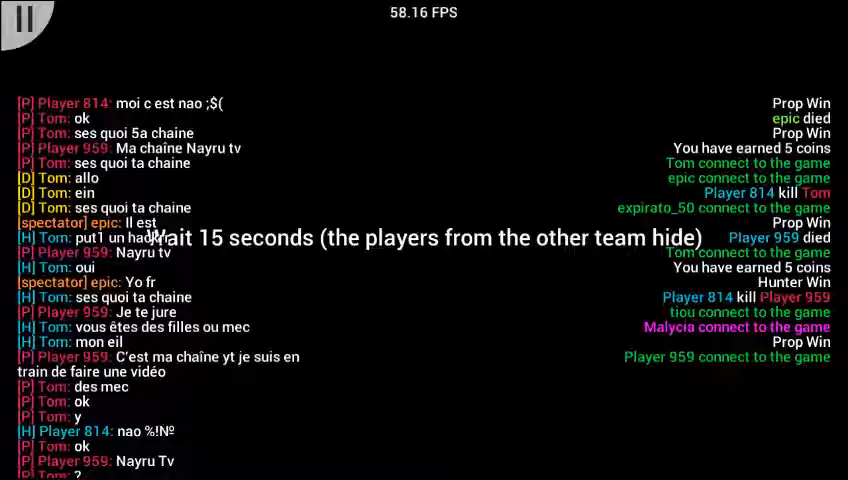 58.16 FPS
[P] Player 814: moi c est nao ;$(
[P] Tom: ok
[P] Tom: ses quoi 5a chaine
[P] Player 959: Ma chaîne Nayru tv
[P] Tom: ses quoi ta chaine
[D] Tom: allo
[D] Tom: ein
[D] Tom: ses quoi ta chaine
[spectator] epic: Il est
[H] Tom: put1 un
[P] Player 959: Nayru tv
[H] Tom: oui
[spectator] epic: Yo fr
[H] Tom: ses quoi ta chaine
[P] Player 959: Je te jure
[H] Tom: vous êtes des filles ou mec
[H] Tom: mon eil
[P] Player 959: C'est ma chaîne yt je suis en
train de faire une vidéo
[P] Tom: des mec
[P] Tom: ok
[P] Tom: y
[H] Player 814: nao %!№
[P] Tom: ok
[P] Player 959: Nayru Tv
[P] Tom: ?
Wait 15 seconds (the players from the other team hide)
Prop Win
epic died
Prop Win
You have earned 5 coins
Tom connect to the game
epic connect to the game
Player 814 kill Tom
expirato_50 connect to the game
Prop Win
Player 959 died
Tom connect to the game
You have earned 5 coins
Hunter Win
Player 814 kill Player 959
tiou connect to the game
Malycia connect to the game
Prop Win
Player 959 connect to the game